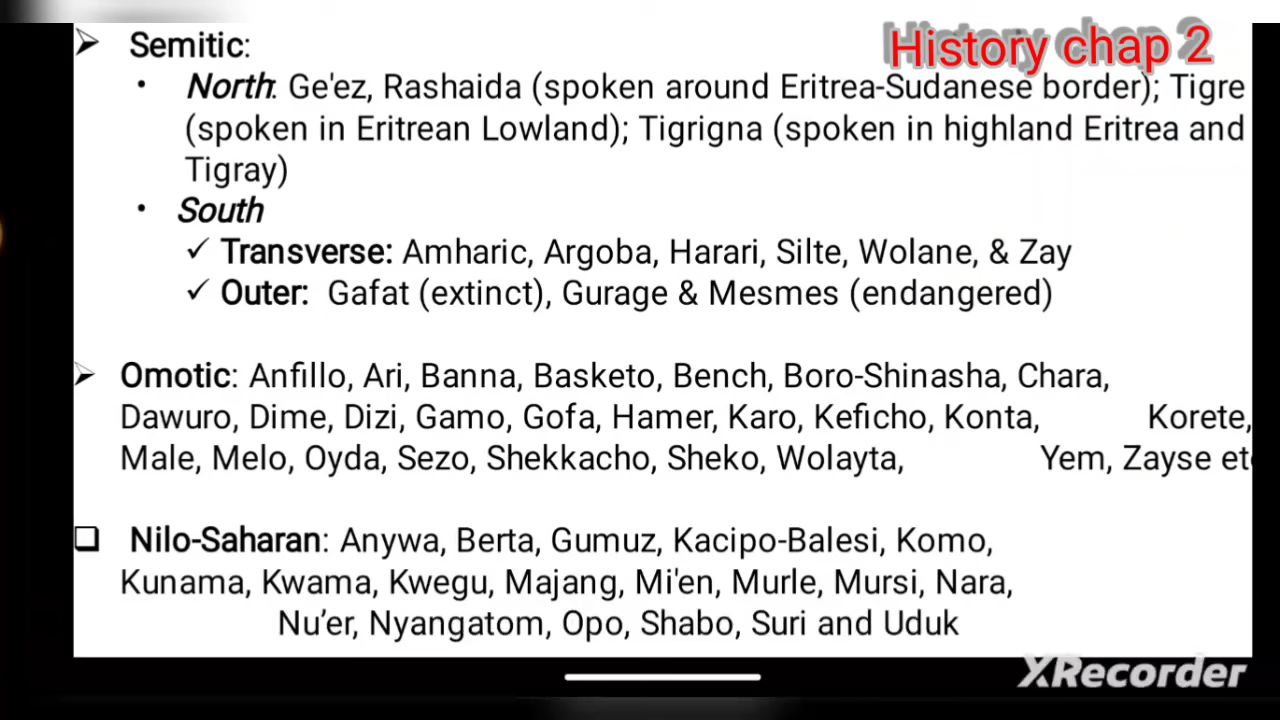 History chap 2
➢ Semitic:
• North: Ge'ez, Rashaida (spoken around Eritrea-Sudanese border); Tigre
(spoken in Eritrean Lowland); Tigrigna (spoken in highland Eritrea and
Tigray)
• South
✓ Transverse: Amharic, Argoba, Harari, Silte, Wolane, & Zay
✓ Outer: Gafat (extinct), Gurage & Mesmes (endangered)
➢ Omotic: Anfillo, Ari, Banna, Basketo, Bench, Boro-Shinasha, Chara,
Dawuro, Dime, Dizi, Gamo, Gofa, Hamer, Karo, Keficho, Konta, Korete,
Male, Melo, Oyda, Sezo, Shekkacho, Sheko, Wolayta, Yem, Zayse etc
❑ Nilo-Saharan: Anywa, Berta, Gumuz, Kacipo-Balesi, Komo,
Kunama, Kwama, Kwegu, Majang, Mi'en, Murle, Mursi, Nara,
Nu’er, Nyangatom, Opo, Shabo, Suri and Uduk
XRecorder